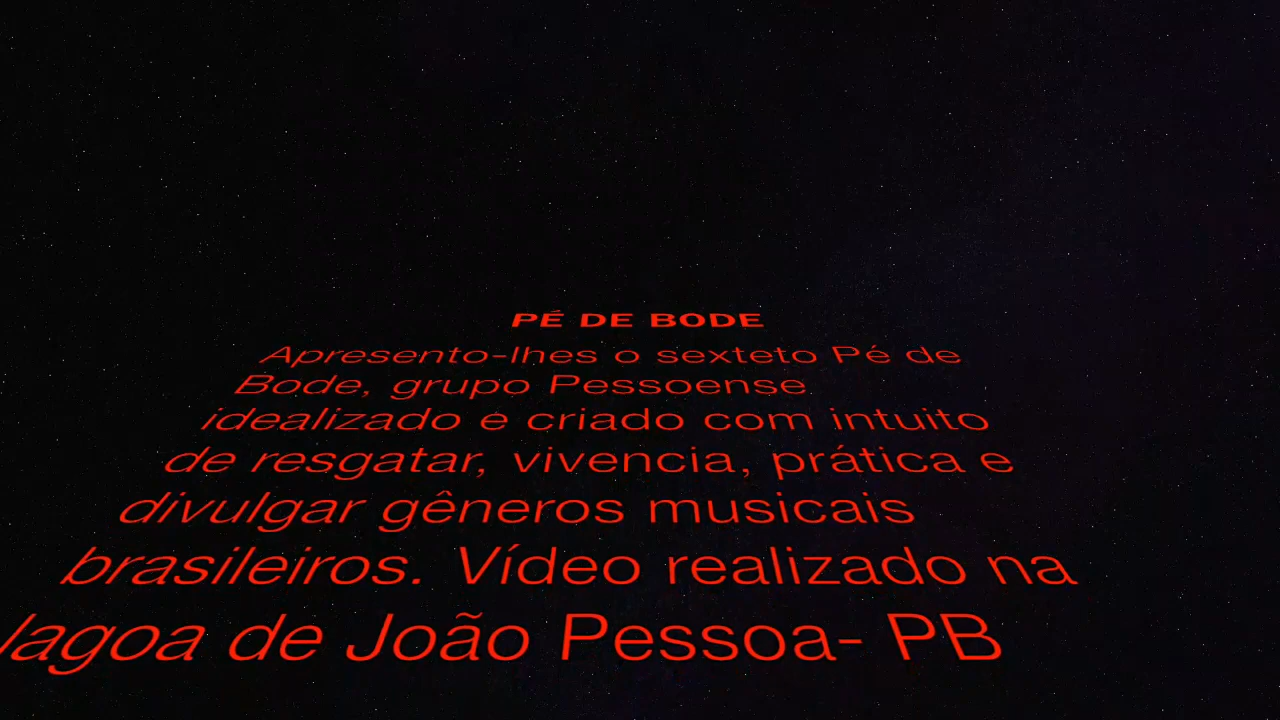 PÉ DE BODE
Apresento-lhes o sexteto Pé de
Bode, grupo Pessoense
idealizado e criado com intuito
de resgatar, vivencia, prática e
divulgar gêneros musicais
brasileiros. Vídeo realizado na
lagoa de João Pessoa- PB